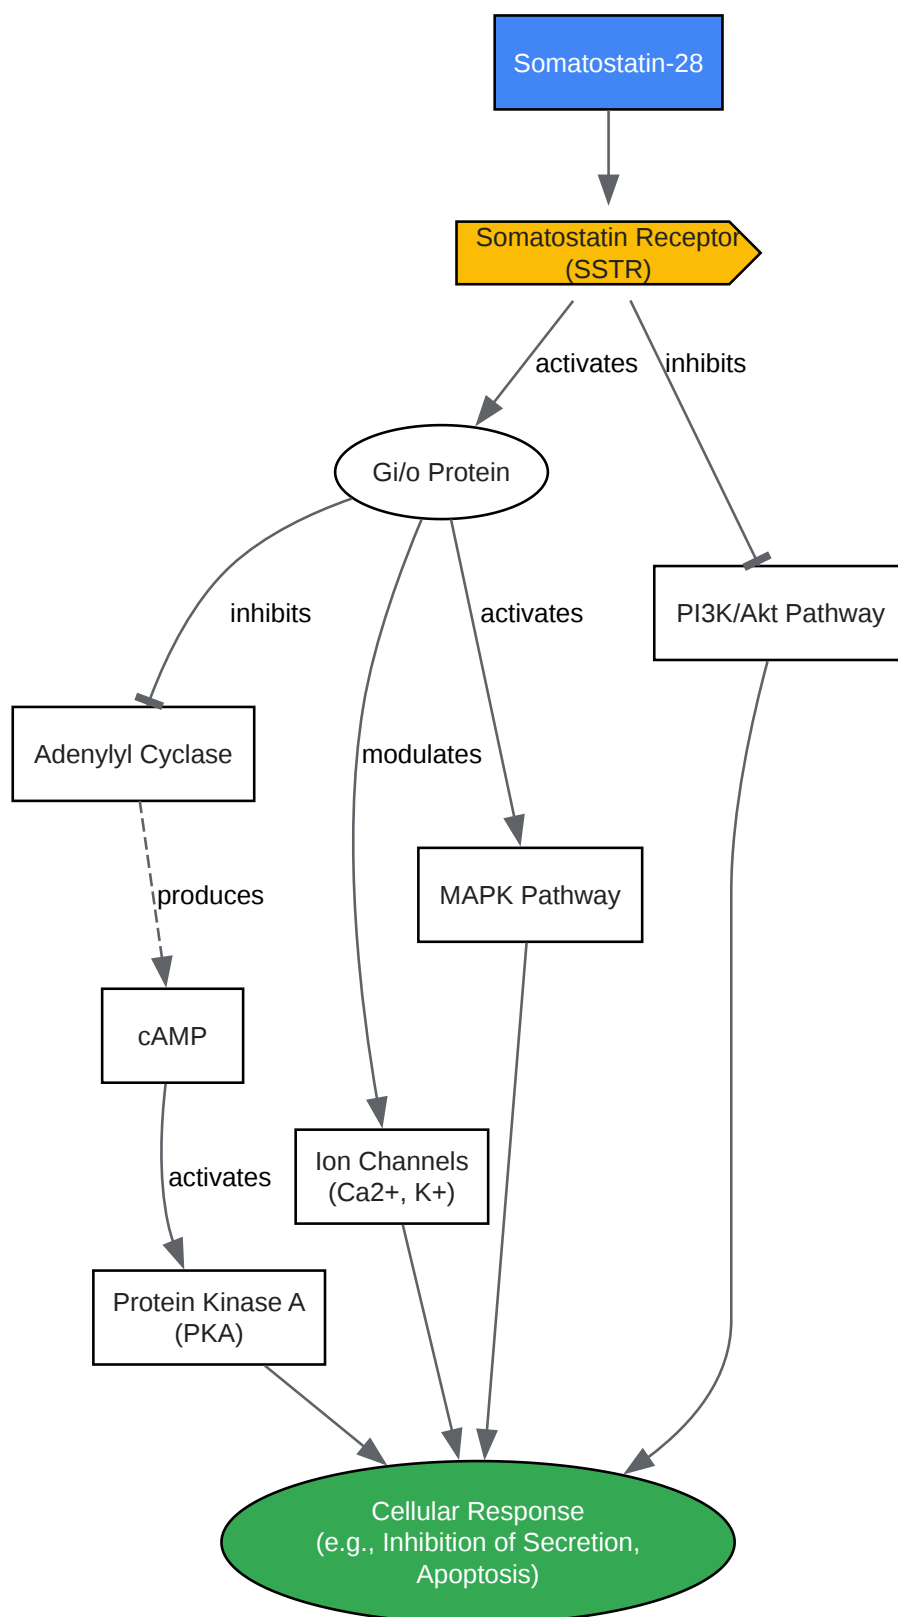 Somatostatin-28
Somatostatin Receptor
(SSTR)
activates
inhibits
Gi/o Protein
inhibits
activates
PI3K/Akt Pathway
Adenylyl Cyclase
modulates
produces
MAPK Pathway
cAMP
activates
Ion Channels
(Ca2+, K+)
Protein Kinase A
(PKA)
Cellular Response
(e.g., Inhibition of Secretion,
Apoptosis)